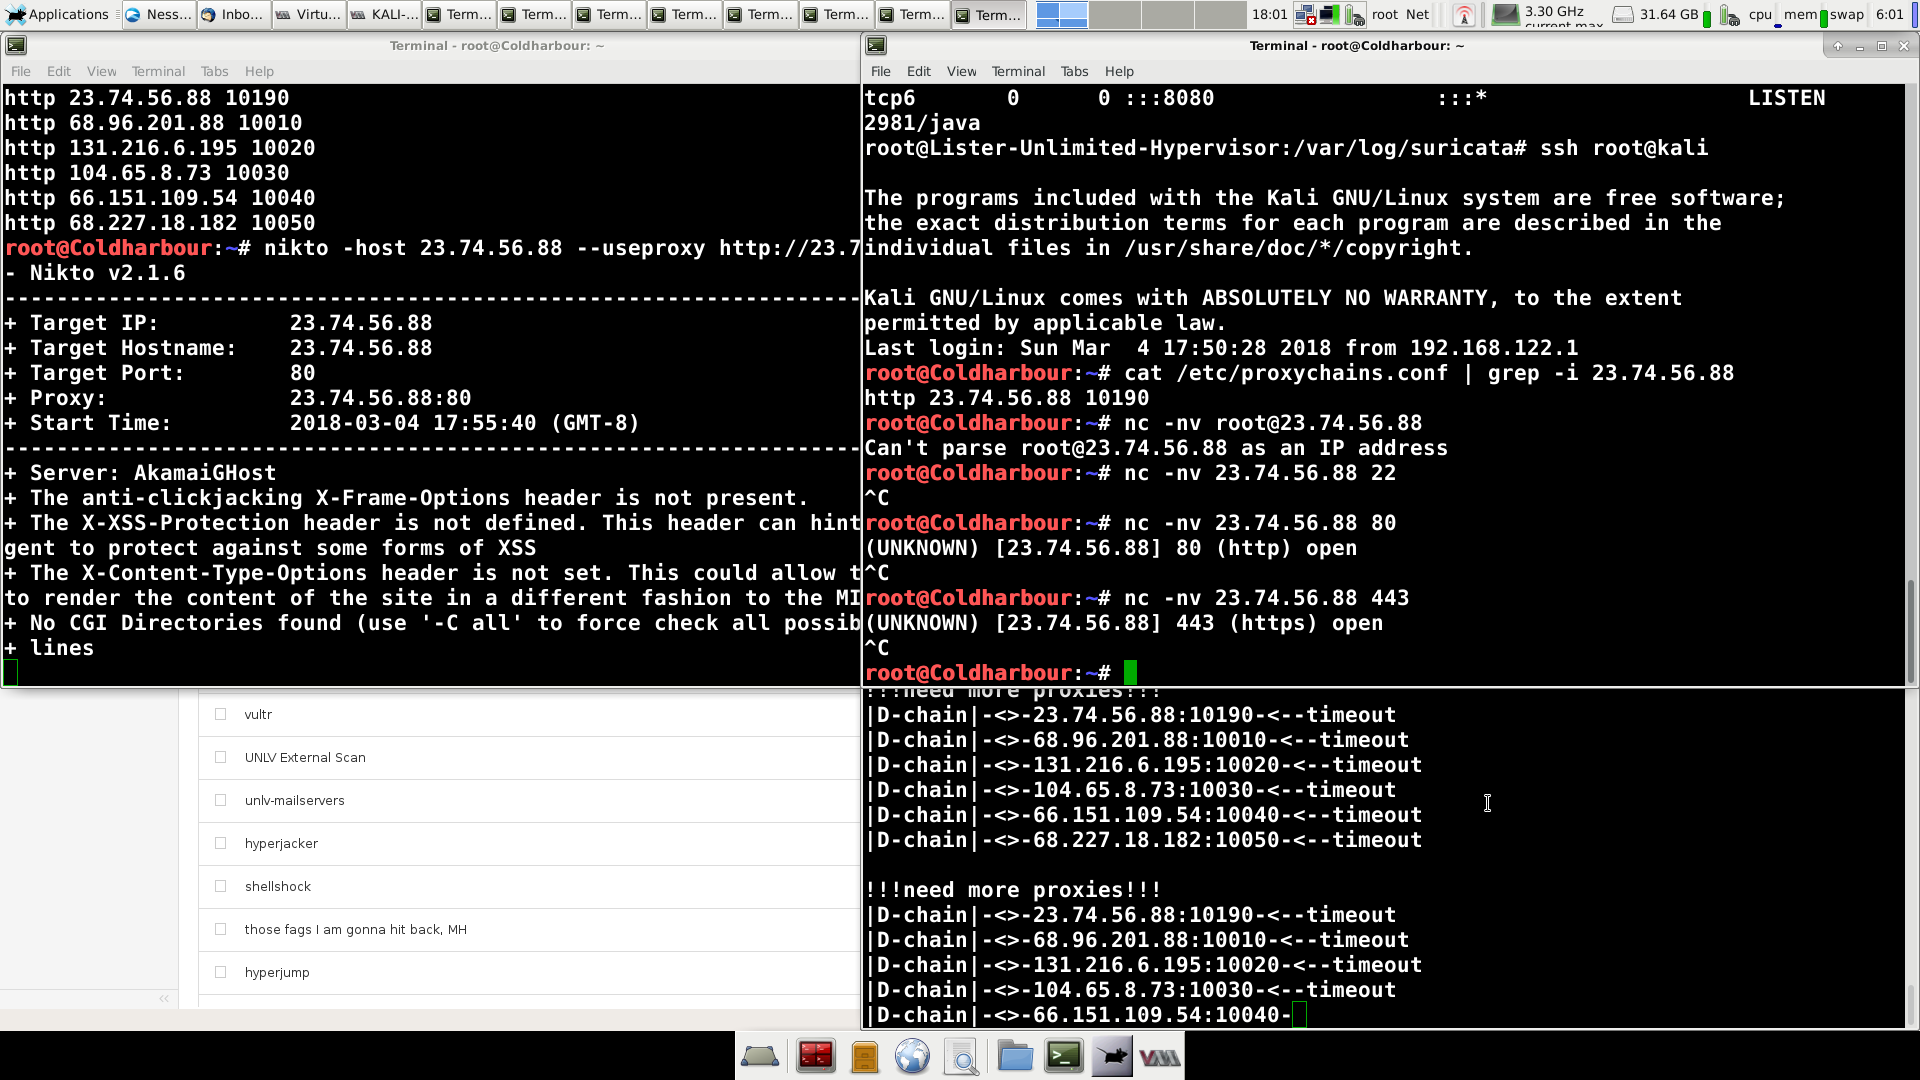 Applications
Ness...
Inbo...
Virtu...
KALI-...
Term...
Term...
Term...
Term...
Term...
Term...
Term...
Term...
18:01
root Net
3.30 GHz
31.64 GB
cpu
mem
swap
6:01
Terminal - root@Coldharbour: ~
File Edit View Terminal Tabs Help
http 23.74.56.88 10190
http 68.96.201.88 10010
http 131.216.6.195 10020
http 104.65.8.73 10030
http 66.151.109.54 10040
http 68.227.18.182 10050
root@Coldharbour:~# nikto -host 23.74.56.88 --useproxy http://23.7
- Nikto v2.1.6
---------------------------------------------------------------------------
+ Target IP:          23.74.56.88
+ Target Hostname:    23.74.56.88
+ Target Port:        80
+ Proxy:              23.74.56.88:80
+ Start Time:         2018-03-04 17:55:40 (GMT-8)
---------------------------------------------------------------------------
+ Server: AkamaiGHost
+ The anti-clickjacking X-Frame-Options header is not present.
+ The X-XSS-Protection header is not defined. This header can hint
gent to protect against some forms of XSS
+ The X-Content-Type-Options header is not set. This could allow t
to render the content of the site in a different fashion to the MI
+ No CGI Directories found (use '-C all' to force check all possib
+ lines
vultr
UNLV External Scan
unlv-mailservers
hyperjacker
shellshock
those fags I am gonna hit back, MH
hyperjump
Terminal - root@Coldharbour: ~
File Edit View Terminal Tabs Help
tcp6       0      0 :::8080                 :::*                    LISTEN
2981/java
root@Lister-Unlimited-Hypervisor:/var/log/suricata# ssh root@kali
The programs included with the Kali GNU/Linux system are free software;
the exact distribution terms for each program are described in the
individual files in /usr/share/doc/*/copyright.
Kali GNU/Linux comes with ABSOLUTELY NO WARRANTY, to the extent
permitted by applicable law.
Last login: Sun Mar  4 17:50:28 2018 from 192.168.122.1
root@Coldharbour:~# cat /etc/proxychains.conf | grep -i 23.74.56.88
http 23.74.56.88 10190
root@Coldharbour:~# nc -nv root@23.74.56.88
Can't parse root@23.74.56.88 as an IP address
root@Coldharbour:~# nc -nv 23.74.56.88 22
^C
root@Coldharbour:~# nc -nv 23.74.56.88 80
(UNKNOWN) [23.74.56.88] 80 (http) open
^C
root@Coldharbour:~# nc -nv 23.74.56.88 443
(UNKNOWN) [23.74.56.88] 443 (https) open
^C
root@Coldharbour:~#
!!!need more proxies!!!
|D-chain|-<>-23.74.56.88:10190-<--timeout
|D-chain|-<>-68.96.201.88:10010-<--timeout
|D-chain|-<>-131.216.6.195:10020-<--timeout
|D-chain|-<>-104.65.8.73:10030-<--timeout
|D-chain|-<>-66.151.109.54:10040-<--timeout
|D-chain|-<>-68.227.18.182:10050-<--timeout
!!!need more proxies!!!
|D-chain|-<>-23.74.56.88:10190-<--timeout
|D-chain|-<>-68.96.201.88:10010-<--timeout
|D-chain|-<>-131.216.6.195:10020-<--timeout
|D-chain|-<>-104.65.8.73:10030-<--timeout
|D-chain|-<>-66.151.109.54:10040-